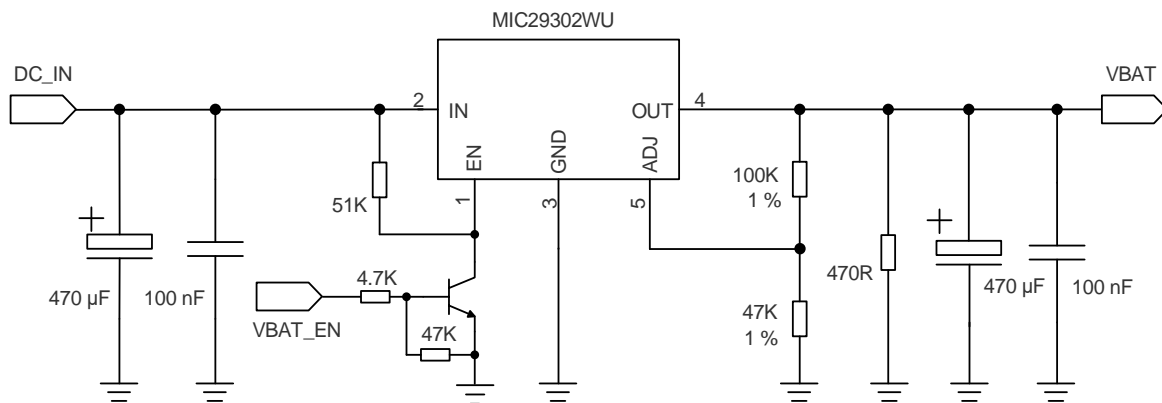 MIC29302WU
DC_IN
VBAT
2
IN
OUT
4
EN
GND
ADJ
1
3
5
51K
100K
1 %
470 µF
100 nF
4.7K
VBAT_EN
47K
47K
1 %
470R
470 µF
100 nF